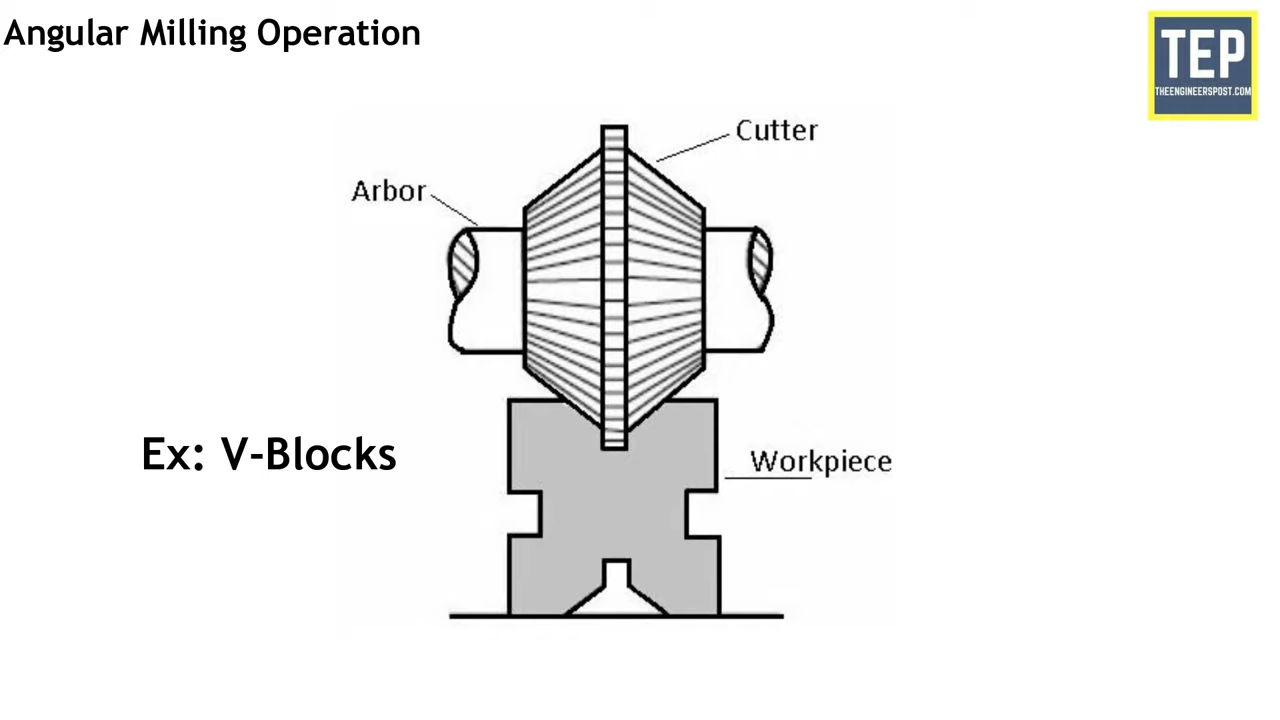 Angular Milling Operation
TEP
THEENGINEERSPOST.COM
Cutter
Arbor
Ex: V-Blocks
Workpiece